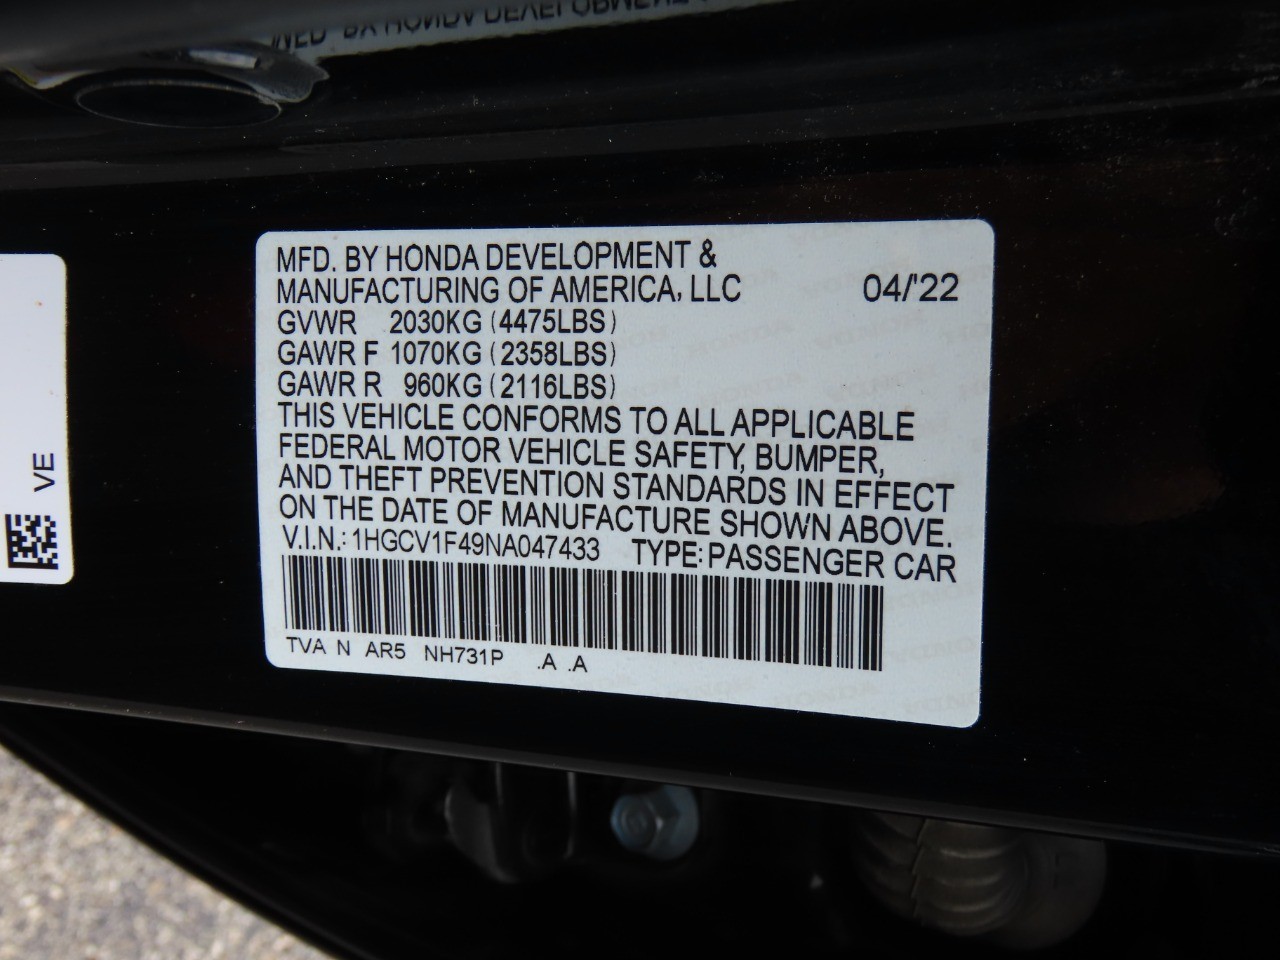 MFD. BY HONDA DEVELOPMENT &
MANUFACTURING OF AMERICA, LLC 04/'22
GVWR 2030KG (4475LBS)
GAWR F 1070KG (2358LBS)
GAWR R 960KG (2116LBS)
THIS VEHICLE CONFORMS TO ALL APPLICABLE
FEDERAL MOTOR VEHICLE SAFETY, BUMPER,
AND THEFT PREVENTION STANDARDS IN EFFECT
ON THE DATE OF MANUFACTURE SHOWN ABOVE.
V.I.N.: 1HGCV1F49NA047433 TYPE: PASSENGER CAR
TVA N AR5 NH731P .A .A
VE